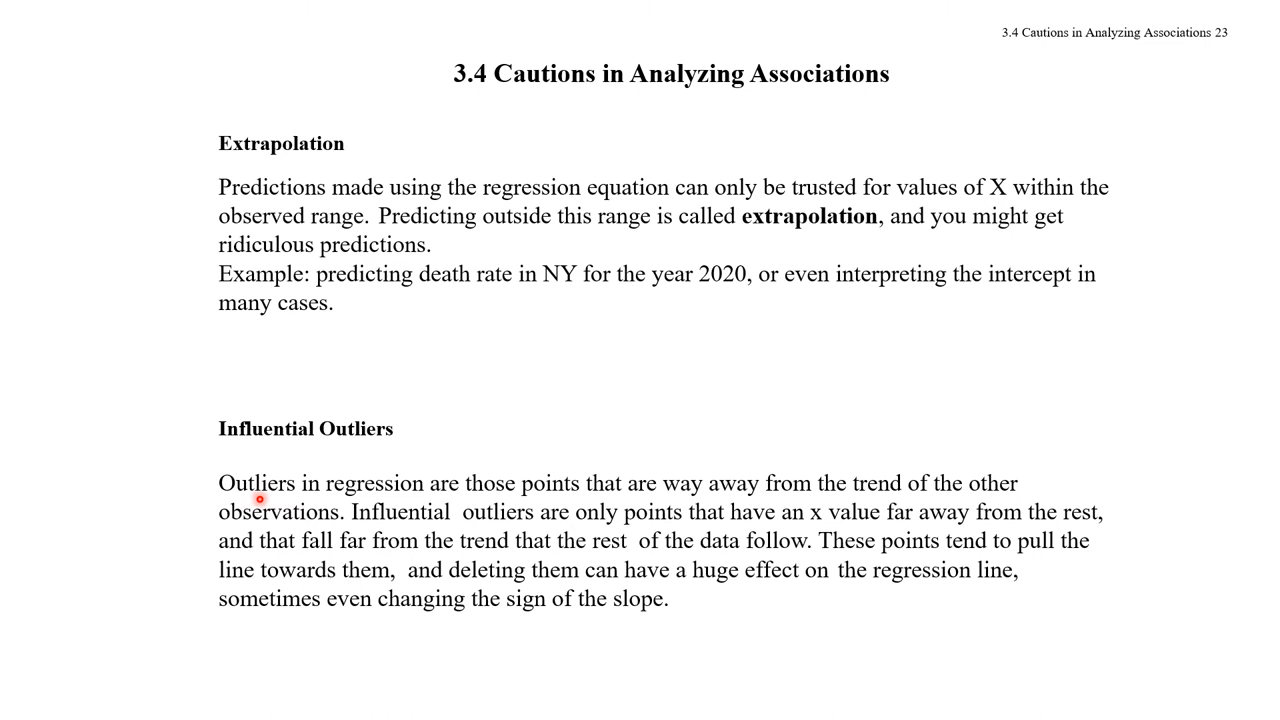 3.4 Cautions in Analyzing Associations 23
3.4 Cautions in Analyzing Associations
Extrapolation
Predictions made using the regression equation can only be trusted for values of X within the
observed range. Predicting outside this range is called extrapolation, and you might get
ridiculous predictions.
Example: predicting death rate in NY for the year 2020, or even interpreting the intercept in
many cases.
Influential Outliers
Outliers in regression are those points that are way away from the trend of the other
observations. Influential outliers are only points that have an x value far away from the rest,
and that fall far from the trend that the rest of the data follow. These points tend to pull the
line towards them, and deleting them can have a huge effect on the regression line,
sometimes even changing the sign of the slope.